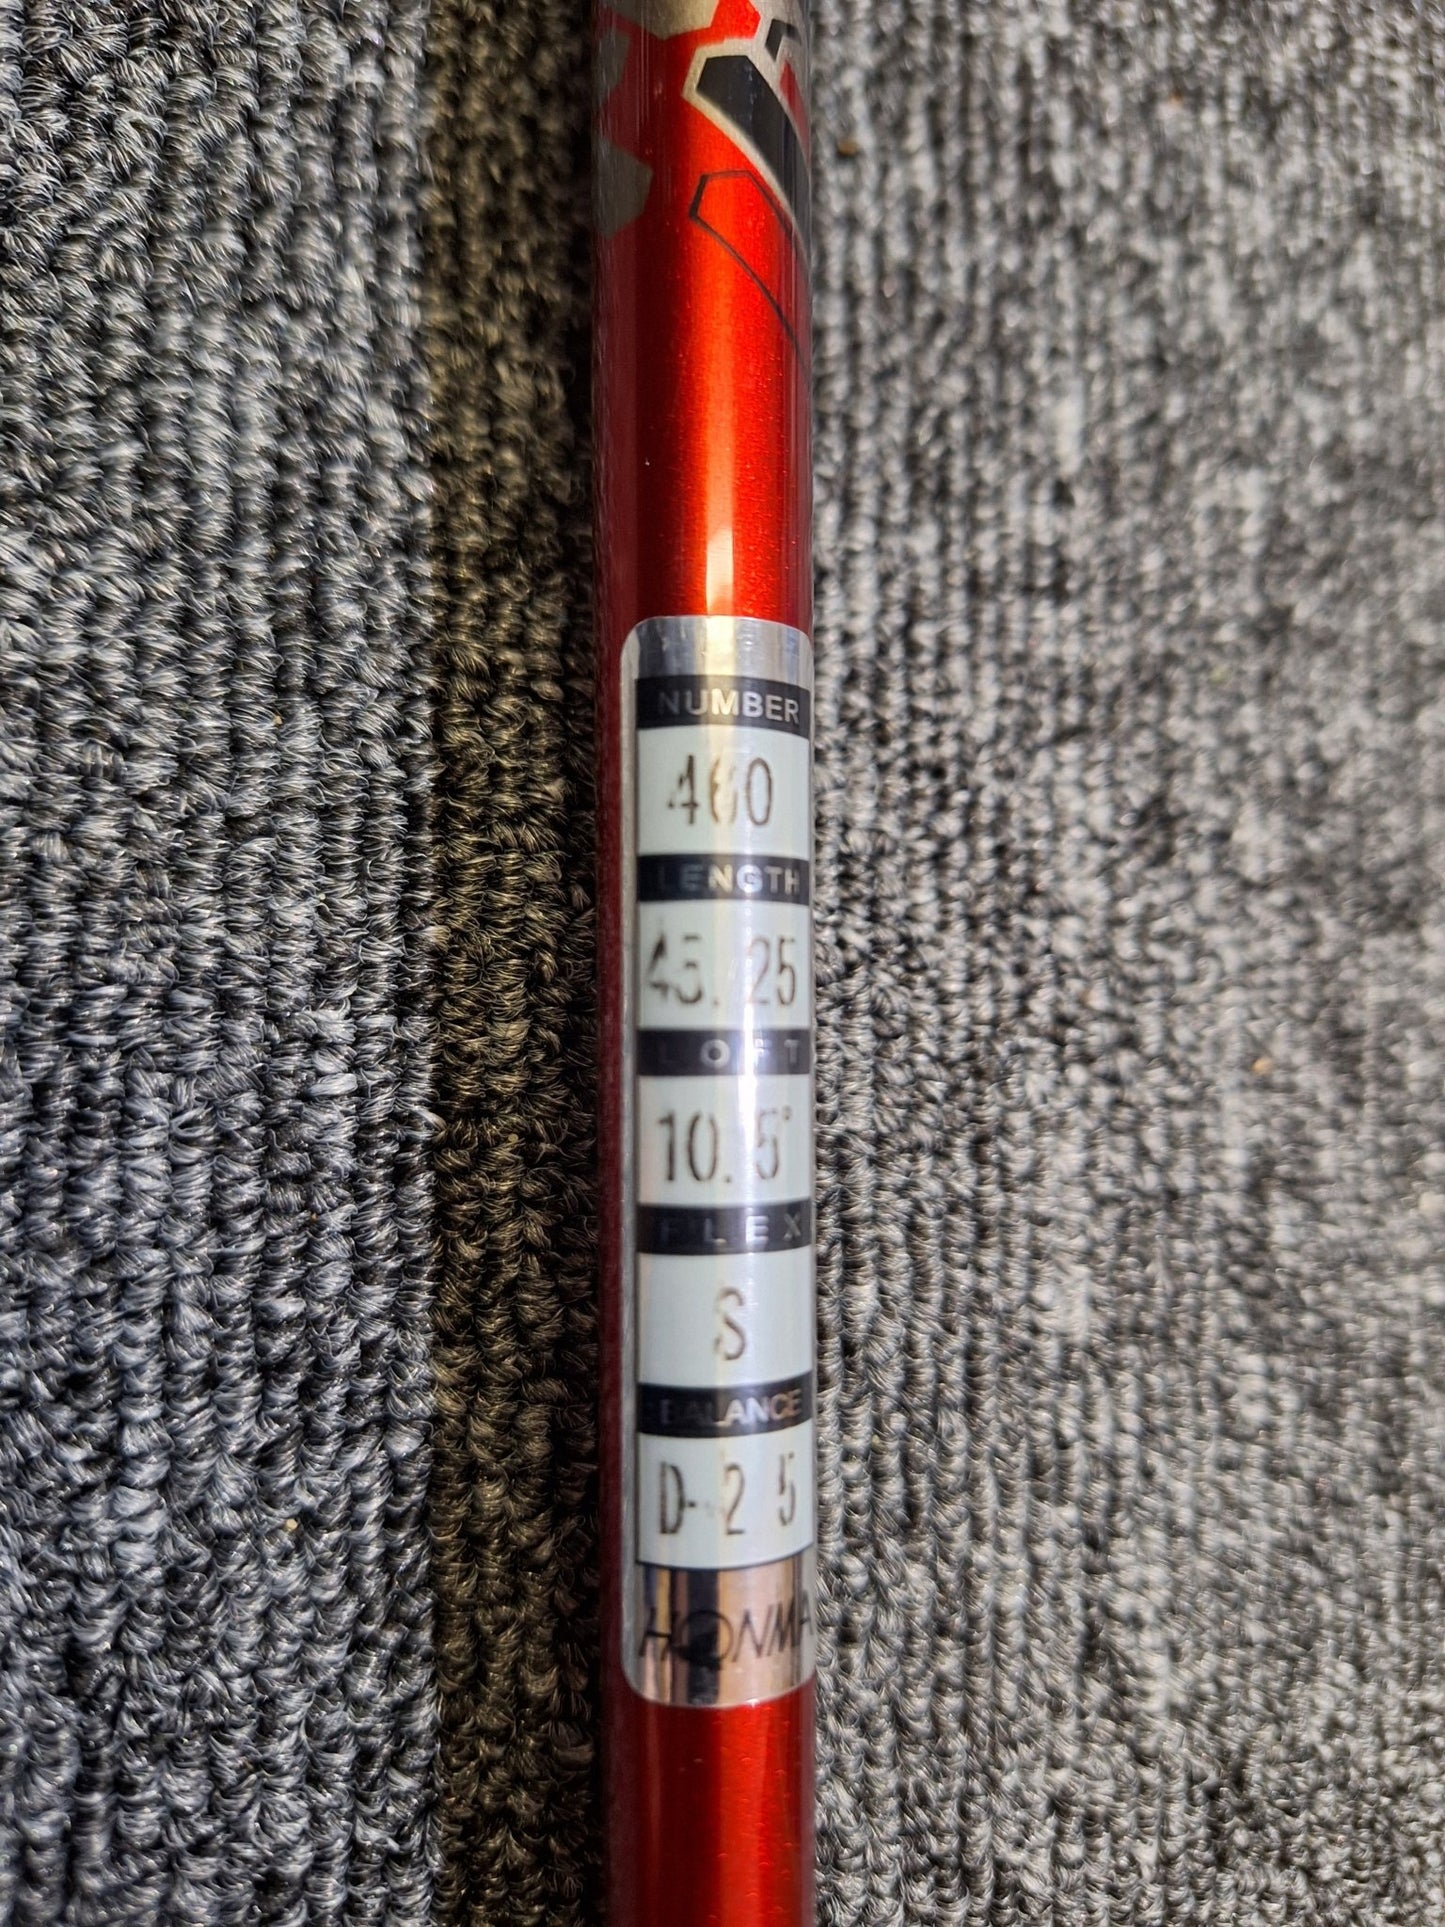 NUMBER
460
LENGTH
45.25
LOFT
10.5°
FLEX
S
BALANCE
D-2 5
HONMA